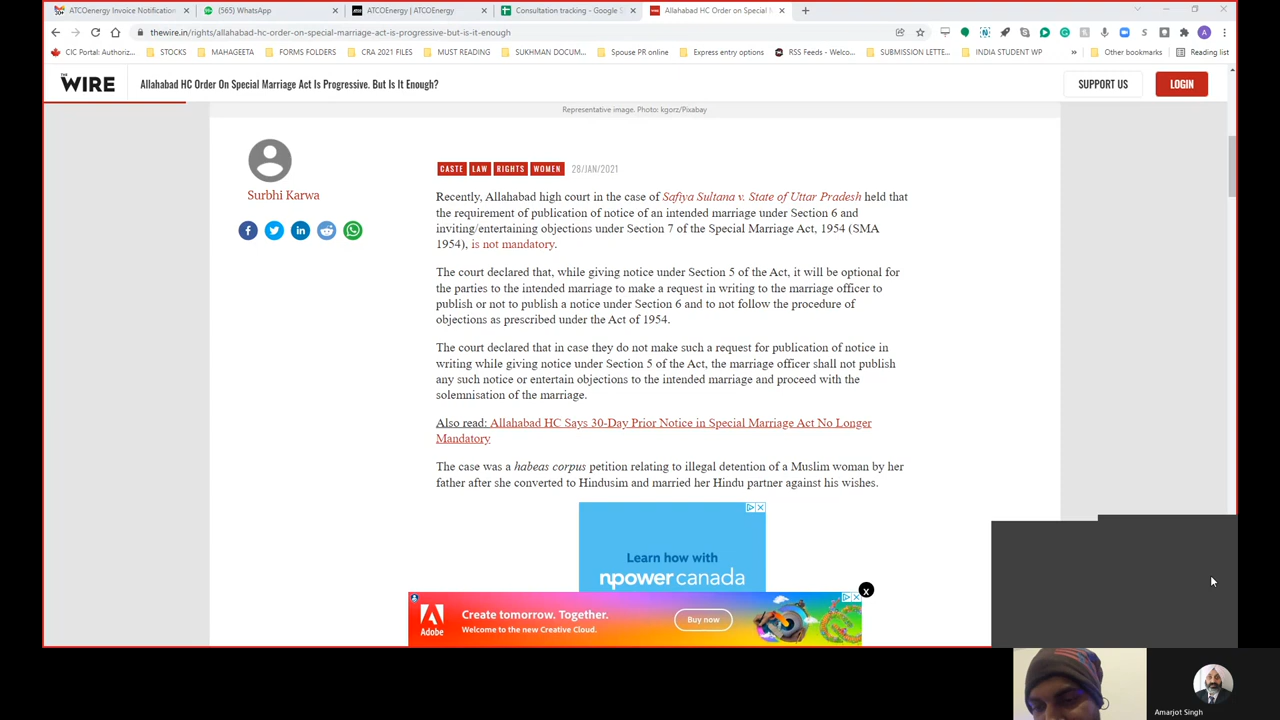 ATCOenergy Invoice Notification
(565) WhatsApp
ATCOEnergy | ATCOEnergy
Consultation tracking - Google S
Allahabad HC Order on Special M
thewire.in/rights/allahabad-hc-order-on-special-marriage-act-is-progressive-but-is-it-enough
CIC Portal: Authoriz...
STOCKS
MAHAGEETA
FORMS FOLDERS
CRA 2021 FILES
MUST READING
SUKHMAN DOCUM...
Spouse PR online
Express entry options
RSS Feeds - Welco...
SUBMISSION LETTE...
INDIA STUDENT WP
»
Other bookmarks
Reading list
THE
WIRE
Allahabad HC Order On Special Marriage Act Is Progressive. But Is It Enough?
SUPPORT US
LOGIN
Representative image. Photo: kgorz/Pixabay
Surbhi Karwa
CASTE LAW RIGHTS WOMEN 28/JAN/2021
Recently, Allahabad high court in the case of Safiya Sultana v. State of Uttar Pradesh held that
the requirement of publication of notice of an intended marriage under Section 6 and
inviting/entertaining objections under Section 7 of the Special Marriage Act, 1954 (SMA
1954), is not mandatory.
The court declared that, while giving notice under Section 5 of the Act, it will be optional for
the parties to the intended marriage to make a request in writing to the marriage officer to
publish or not to publish a notice under Section 6 and to not follow the procedure of
objections as prescribed under the Act of 1954.
The court declared that in case they do not make such a request for publication of notice in
writing while giving notice under Section 5 of the Act, the marriage officer shall not publish
any such notice or entertain objections to the intended marriage and proceed with the
solemnisation of the marriage.
Also read: Allahabad HC Says 30-Day Prior Notice in Special Marriage Act No Longer
Mandatory
The case was a habeas corpus petition relating to illegal detention of a Muslim woman by her
father after she converted to Hindusim and married her Hindu partner against his wishes.
Learn how with
npowercanada
Adobe
Create tomorrow. Together.
Welcome to the new Creative Cloud.
Buy now
x
Amarjot Singh